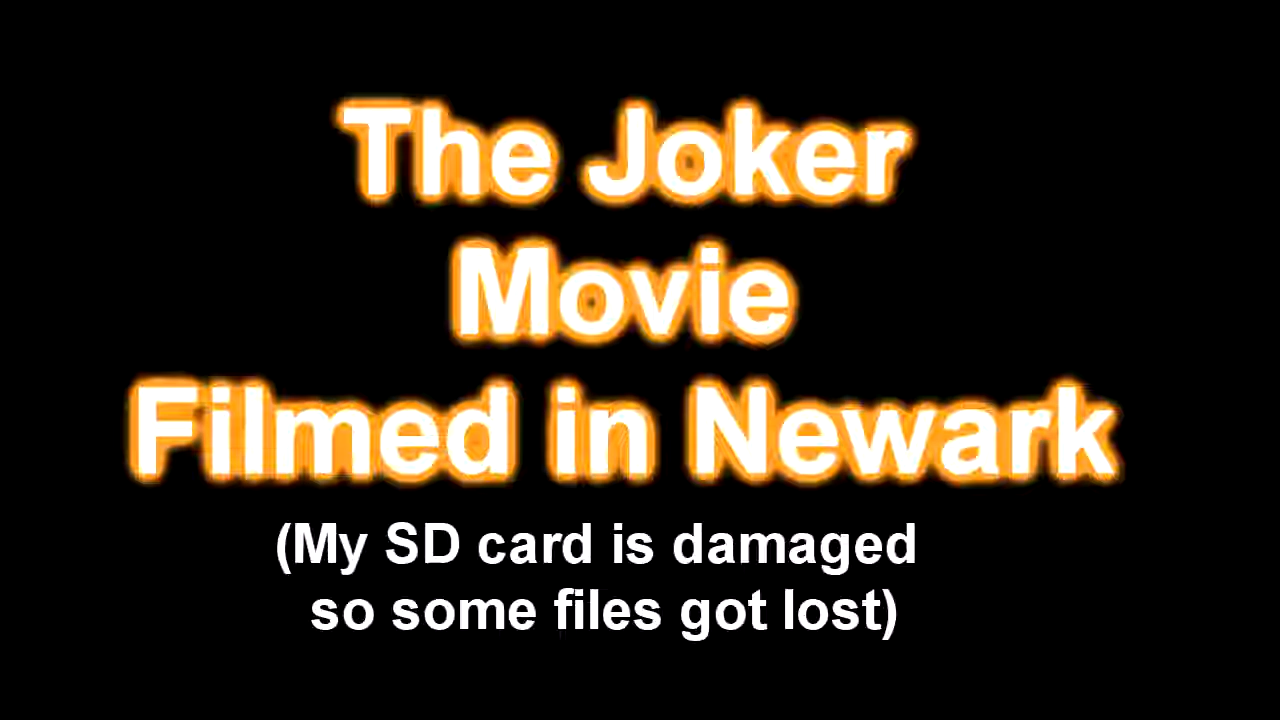 The Joker
Movie
Filmed in Newark
(My SD card is damaged
so some files got lost)